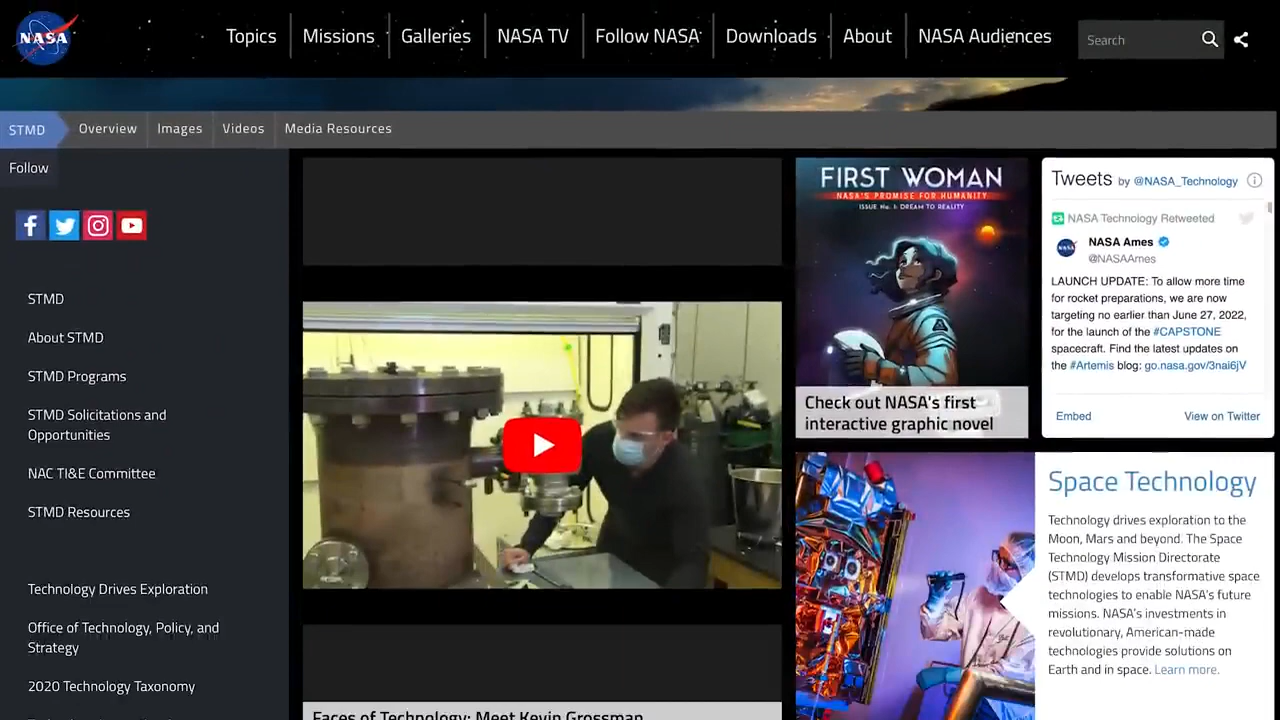 NASA
Topics
Missions
Galleries
NASA TV
Follow NASA
Downloads
About
NASA Audiences
Search
STMD
Overview
Images
Videos
Media Resources
Follow
STMD
About STMD
STMD Programs
STMD Solicitations and
Opportunities
NAC TI&E Committee
STMD Resources
Technology Drives Exploration
Office of Technology, Policy, and
Strategy
2020 Technology Taxonomy
Faces of Technology: Meet Kevin Grossman
FIRST WOMAN
NASA'S PROMISE FOR HUMANITY
ISSUE No. 1: DREAM TO REALITY
Check out NASA's first
interactive graphic novel
Tweets by @NASA_Technology
NASA Technology Retweeted
NASA Ames
@NASAAmes
LAUNCH UPDATE: To allow more time
for rocket preparations, we are now
targeting no earlier than June 27, 2022,
for the launch of the #CAPSTONE
spacecraft. Find the latest updates on
the #Artemis blog: go.nasa.gov/3nai6jV
Embed
View on Twitter
Space Technology
Technology drives exploration to the
Moon, Mars and beyond. The Space
Technology Mission Directorate
(STMD) develops transformative space
technologies to enable NASA's future
missions. NASA's investments in
revolutionary, American-made
technologies provide solutions on
Earth and in space. Learn more.